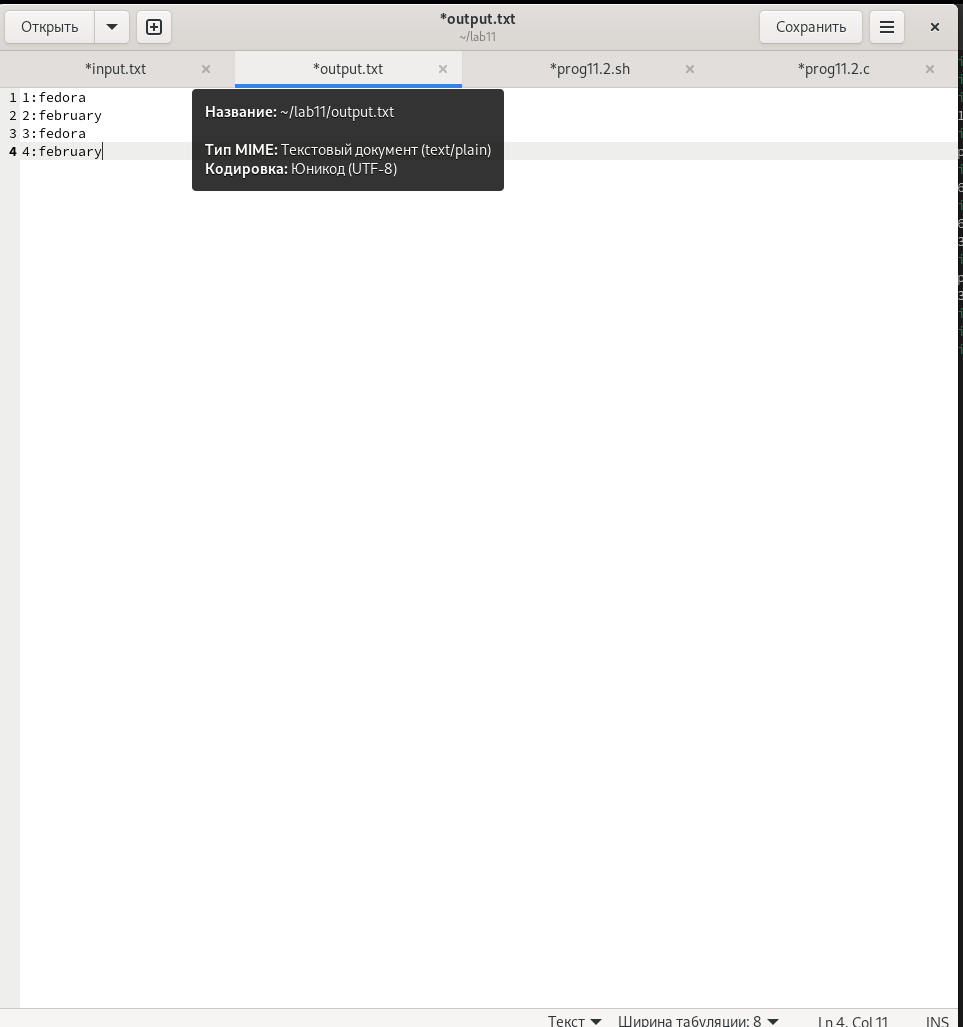 Открыть
*output.txt
~/lab11
Сохранить
*input.txt
*output.txt
*prog11.2.sh
*prog11.2.c
1 1:fedora
2 2:february
3 3:fedora
4 4:february
Название: ~/lab11/output.txt
Тип MIME: Текстовый документ (text/plain)
Кодировка: Юникод (UTF-8)
Текст Ширина табуляции: 8 Ln 4, Col 11 INS